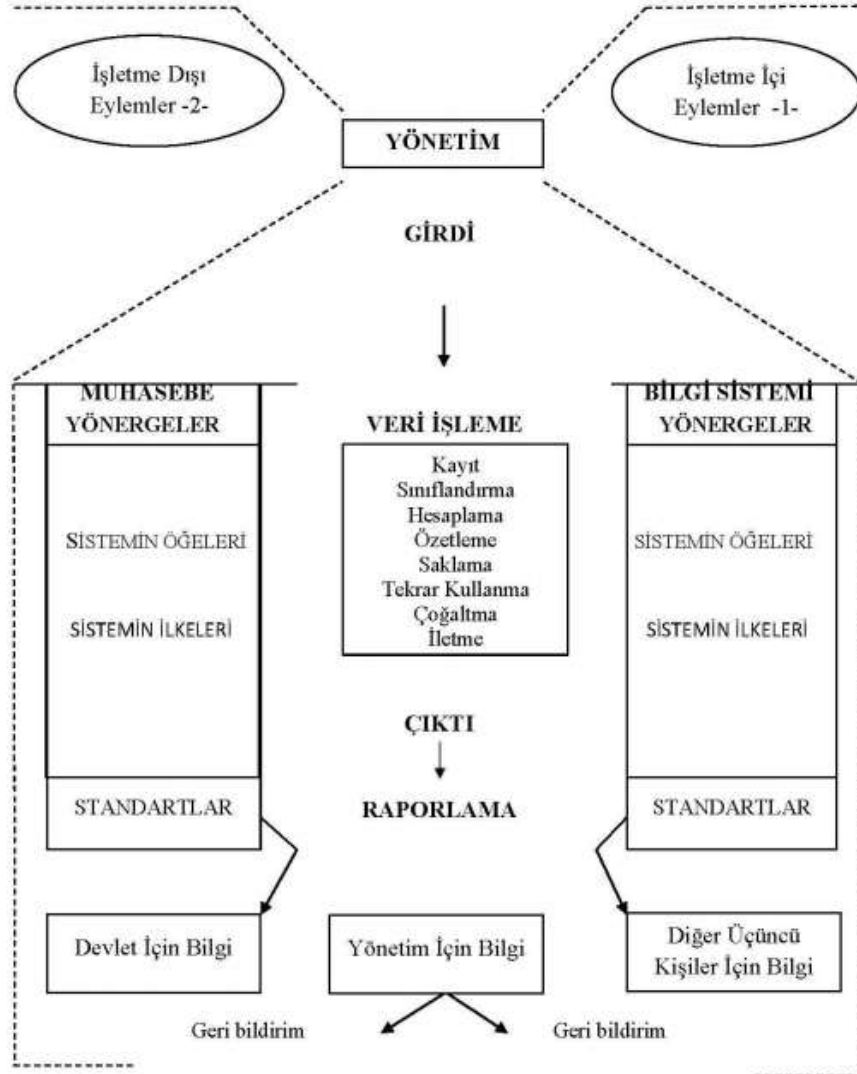 İşletme Dışı
Eylemler -2-
İşletme İçi
Eylemler -1-
YÖNETİM
GİRDİ
MUHASEBE
YÖNERGELER
SİSTEMİN ÖĞELERİ
SİSTEMİN İLKELERİ
STANDARTLAR
VERİ İŞLEME
Kayıt
Sınıflandırma
Hesaplama
Özetleme
Saklama
Tekrar Kullanma
Çoğaltma
İletme
ÇIKTI
RAPORLAMA
BİLGİ SİSTEMİ
YÖNERGELER
SİSTEMİN ÖĞELERİ
SİSTEMİN İLKELERİ
STANDARTLAR
Devlet İçin Bilgi
Yönetim İçin Bilgi
Diğer Üçüncü
Kişiler İçin Bilgi
Geri bildirim
Geri bildirim